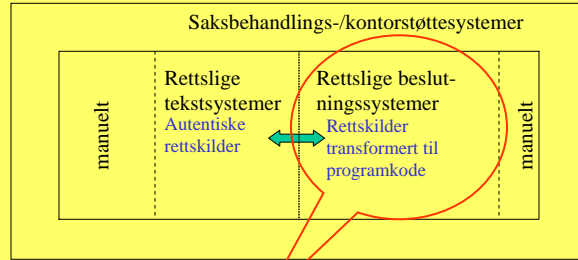 Saksbehandlings-/kontorstøttesystemer
manuelt
Rettslige
tekstsystemer
Autentiske
rettskilder
Rettslige beslut-
ningssystemer
Rettskilder
transformert til
programkode
manuelt